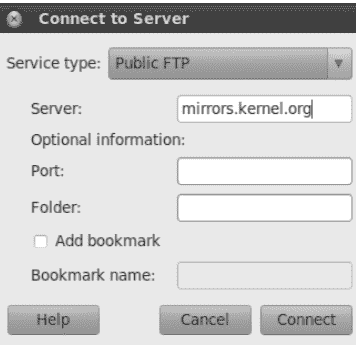 Connect to Server
Service type: Public FTP
Server: mirrors.kernel.org
Optional information:
Port:
Folder:
Add bookmark
Bookmark name:
Help Cancel Connect